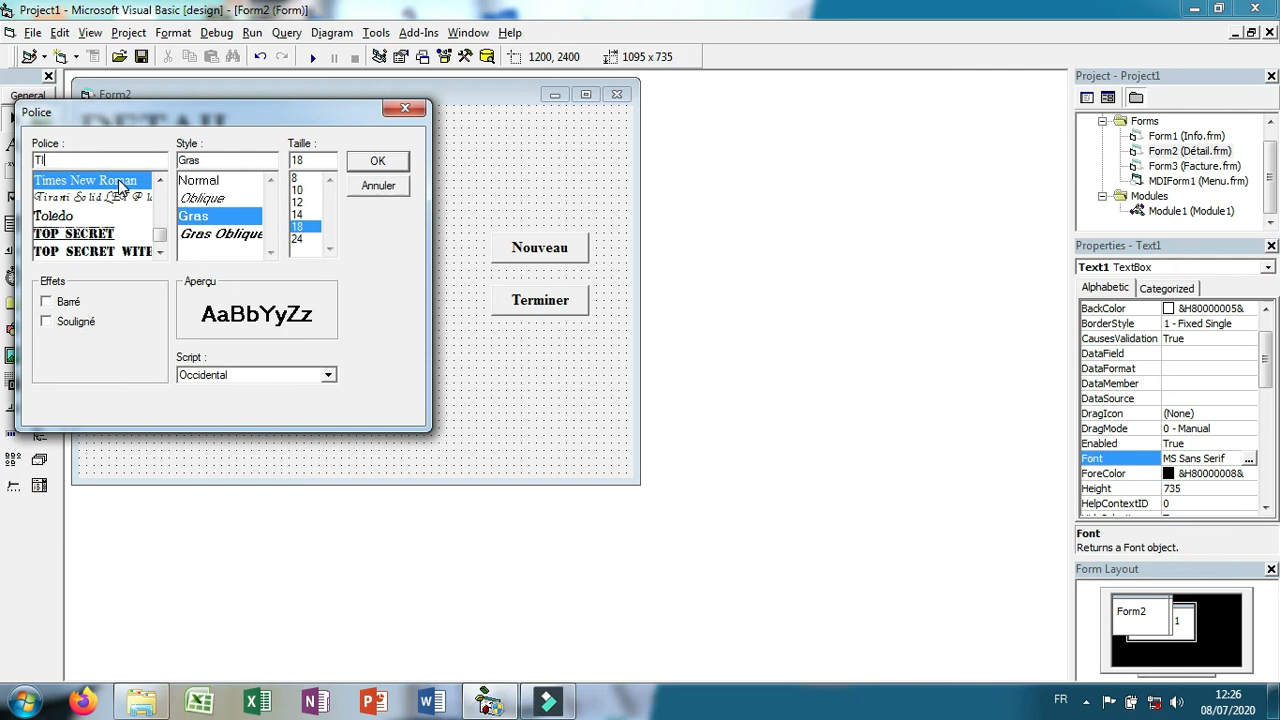 Project1 - Microsoft Visual Basic [design] - [Form2 (Form)]
File Edit View Project Format Debug Run Query Diagram Tools Add-Ins Window Help
1200, 2400 1095 x 735
General
Form2
Police
Police :
Style :
Taille :
TI
Gras
18
OK
Annuler
Times New Roman
Toledo
TOP SECRET
TOP SECRET WITE
Normal
Oblique
Gras
Gras Oblique
8
10
12
14
18
24
Effets
Barré
Souligné
Aperçu
AaBbYyZz
Script :
Occidental
Nouveau
Terminer
Project - Project1
Forms
Form1 (Info.frm)
Form2 (Détail.frm)
Form3 (Facture.frm)
MDIForm1 (Menu.frm)
Modules
Module1 (Module1)
Properties - Text1
Text1 TextBox
Alphabetic Categorized
BackColor &H80000005&
BorderStyle 1 - Fixed Single
CausesValidation True
DataField
DataFormat
DataMember
DataSource
DragIcon (None)
DragMode 0 - Manual
Enabled True
Font MS Sans Serif ...
ForeColor &H80000008&
Height 735
HelpContextID 0
Font
Returns a Font object.
Form Layout
Form2
1
FR
12:26
08/07/2020